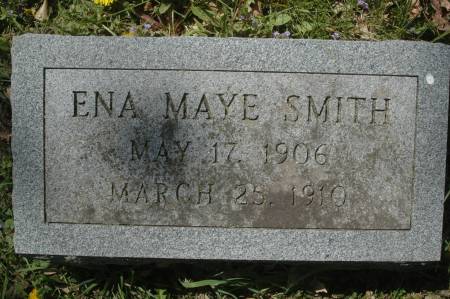 ENA MAYE SMITH
MAY 17, 1906
MARCH 25, 1910